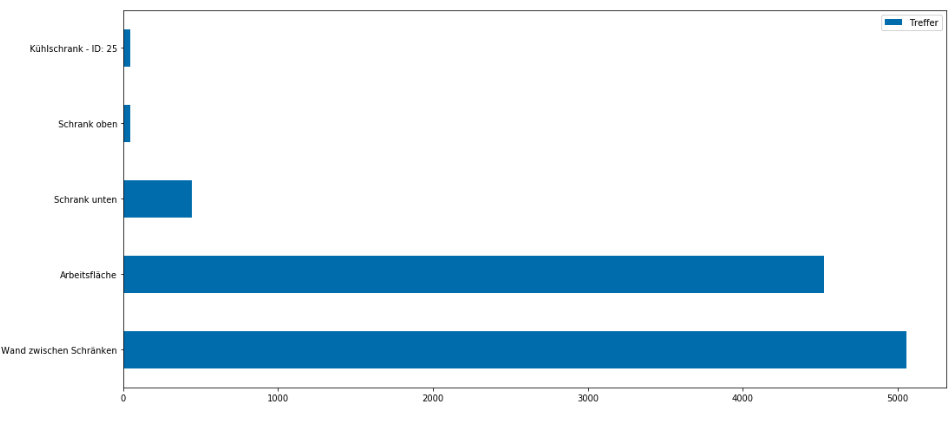 Treffer
Kühlschrank - ID: 25
Schrank oben
Schrank unten
Arbeitsfläche
Wand zwischen Schränken
0 1000 2000 3000 4000 5000